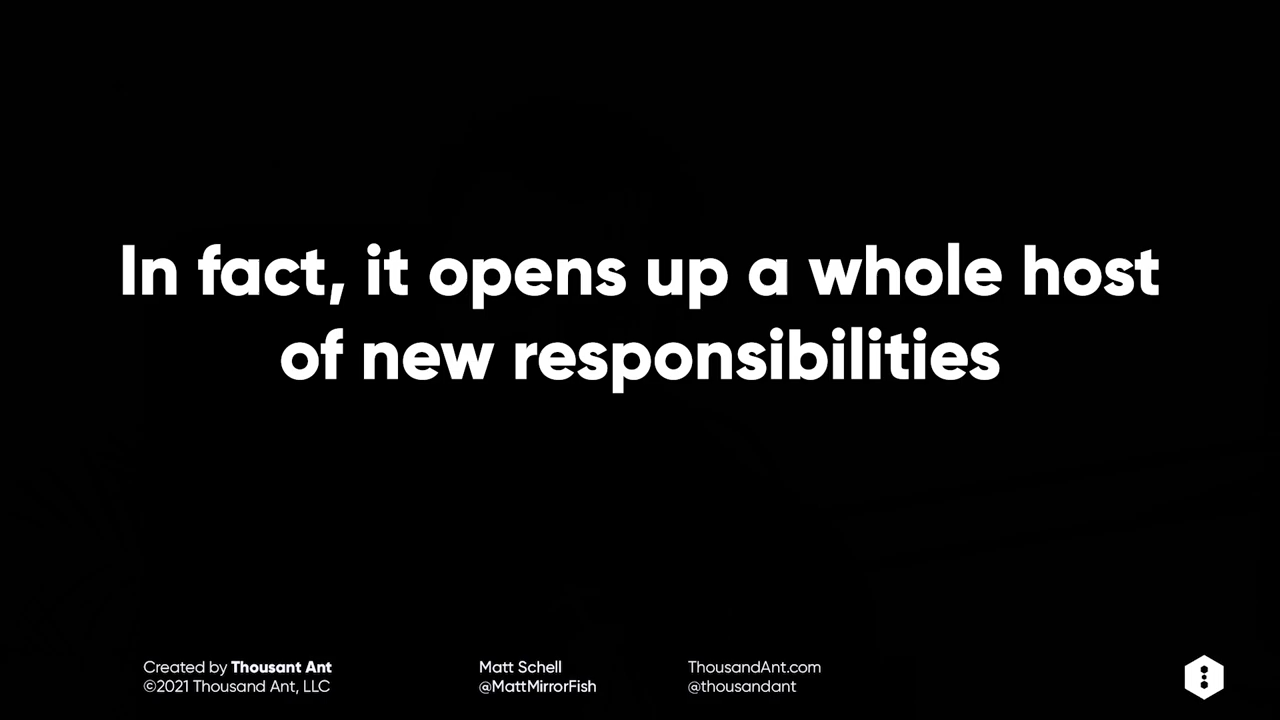 In fact, it opens up a whole host
of new responsibilities
Created by Thousant Ant
©2021 Thousand Ant, LLC
Matt Schell
@MattMirrorFish
ThousandAnt.com
@thousandant